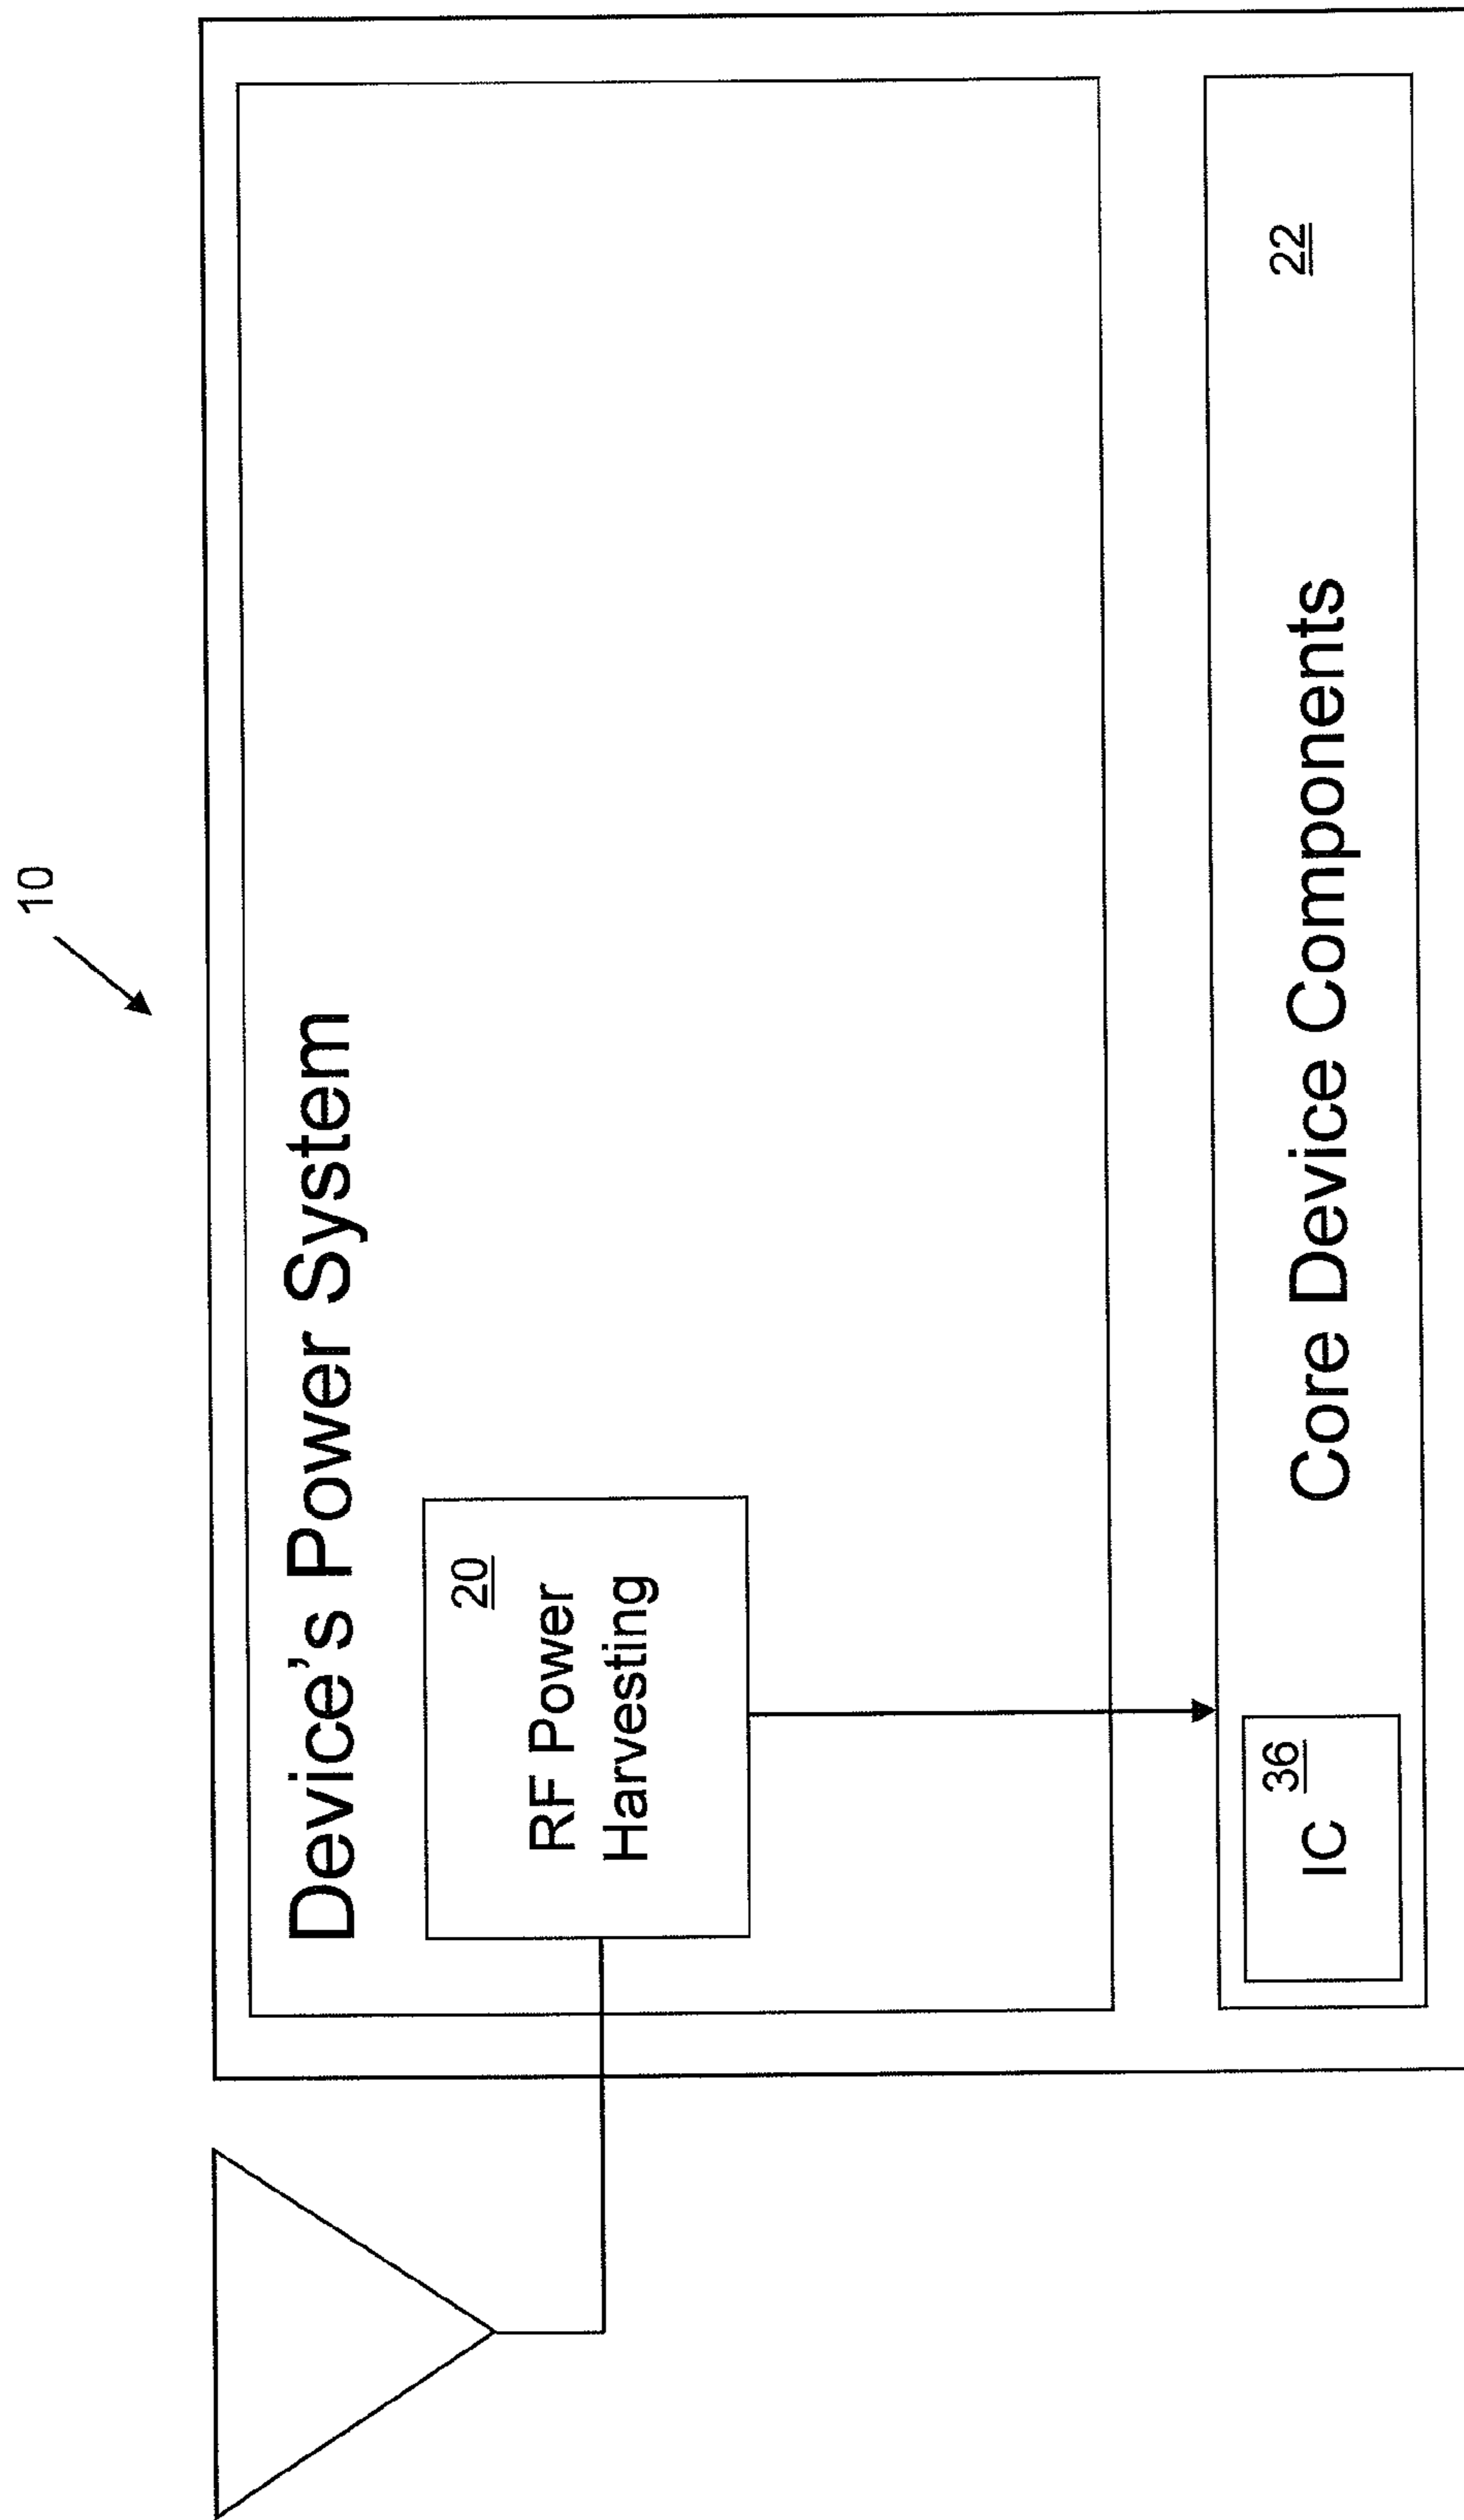 10
Device's Power System
20
RF Power
Harvesting
22
36
IC
Core Device Components